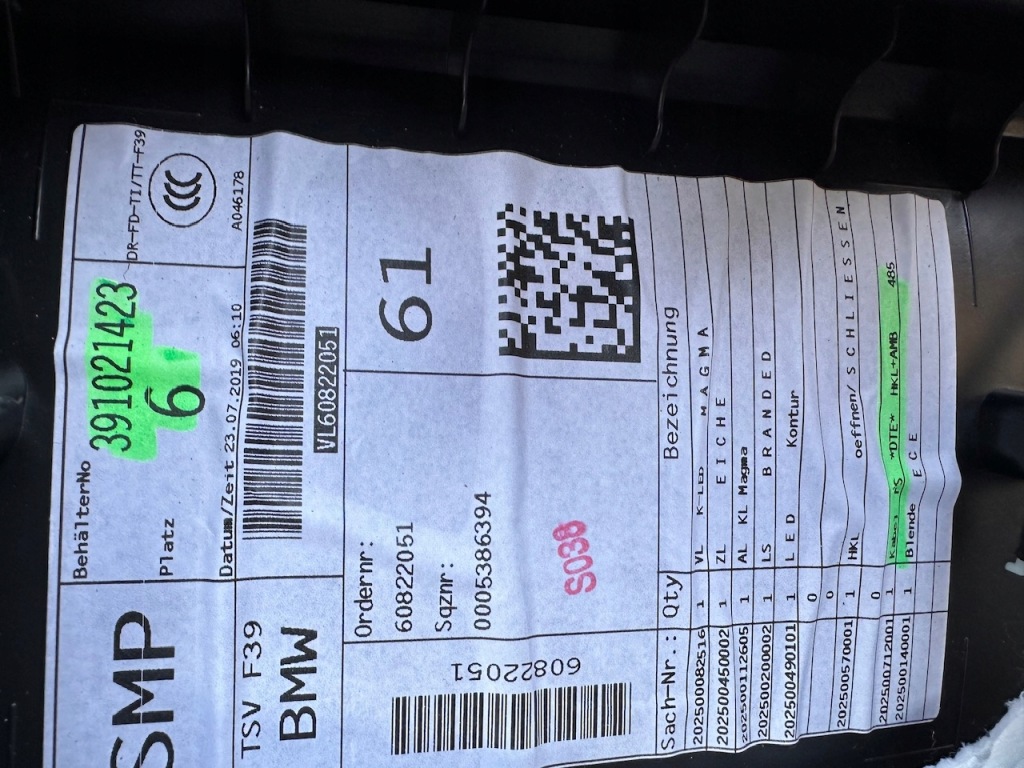 SMP
BehälterNo
391021423
DR-FD-TI/TT-F39
Platz
6
CCC
Datum/Zeit 23.07.2019 06:10
A046178
TSV F39
BMW
VL60822051
Ordernr:
60822051
61
Sqznr:
0005386394
S038
60822051
Sach-Nr.: Qty Bezeichnung
202500082516 1 VL MAGMA
202500450002 1 ZL EICHE
202500112605 1 AL KL Magma
202500200002 1 LS BRANDED
202500490101 1 LED Kontur
0
0
202500570001 1 HKL oeffnen/SCHLIESSEN
0
202500712001 1 MS *DTE* HKL+AMB 485
202500140001 1 Blende ECE